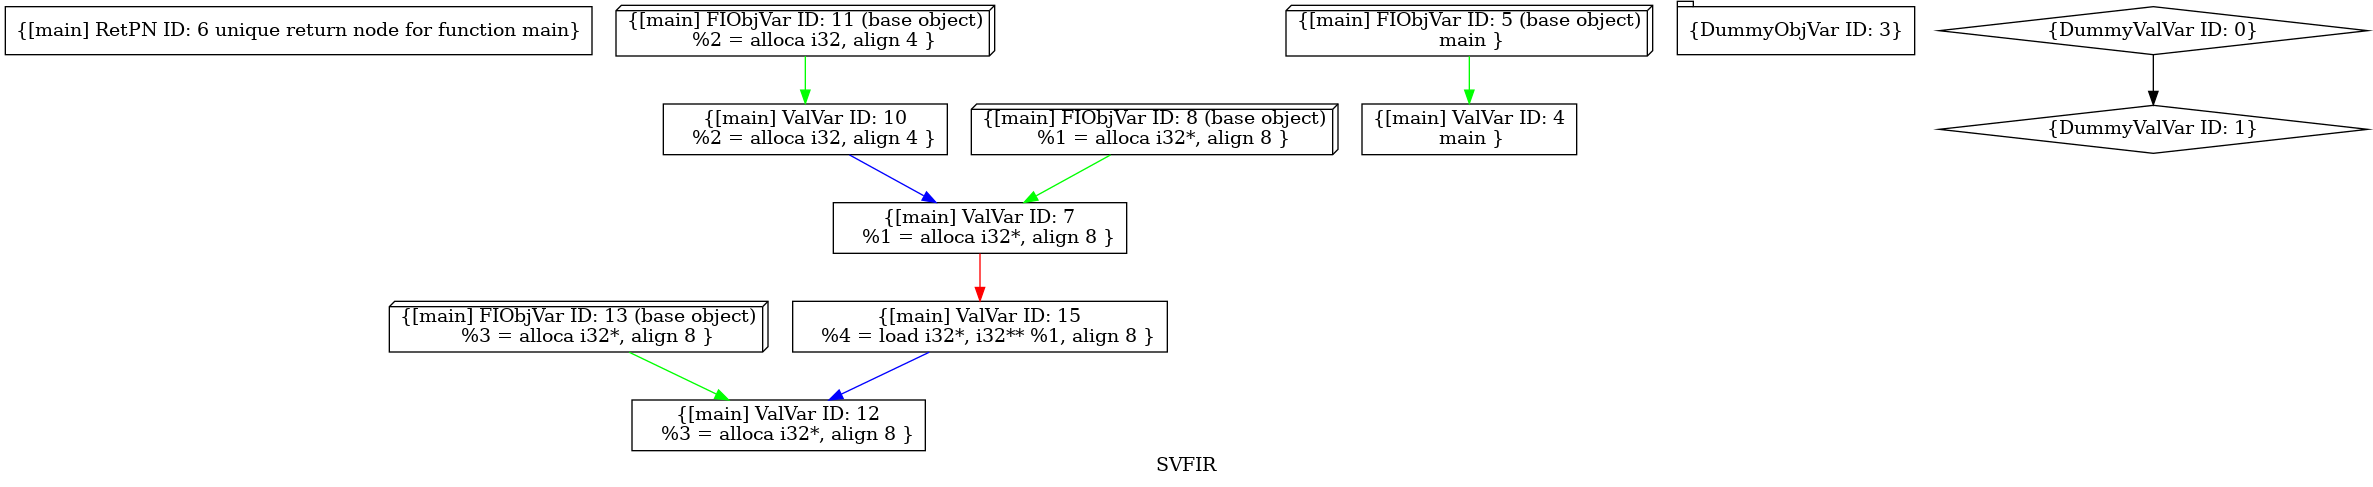 {[main] RetPN ID: 6 unique return node for function main}
{[main] FIObjVar ID: 11 (base object)
%2 = alloca i32, align 4 }
{[main] FIObjVar ID: 5 (base object)
main }
{DummyObjVar ID: 3}
{DummyValVar ID: 0}
{[main] ValVar ID: 10
%2 = alloca i32, align 4 }
{[main] FIObjVar ID: 8 (base object)
%1 = alloca i32*, align 8 }
{[main] ValVar ID: 4
main }
{DummyValVar ID: 1}
{[main] ValVar ID: 7
%1 = alloca i32*, align 8 }
{[main] FIObjVar ID: 13 (base object)
%3 = alloca i32*, align 8 }
{[main] ValVar ID: 15
%4 = load i32*, i32** %1, align 8 }
{[main] ValVar ID: 12
%3 = alloca i32*, align 8 }
SVFIR